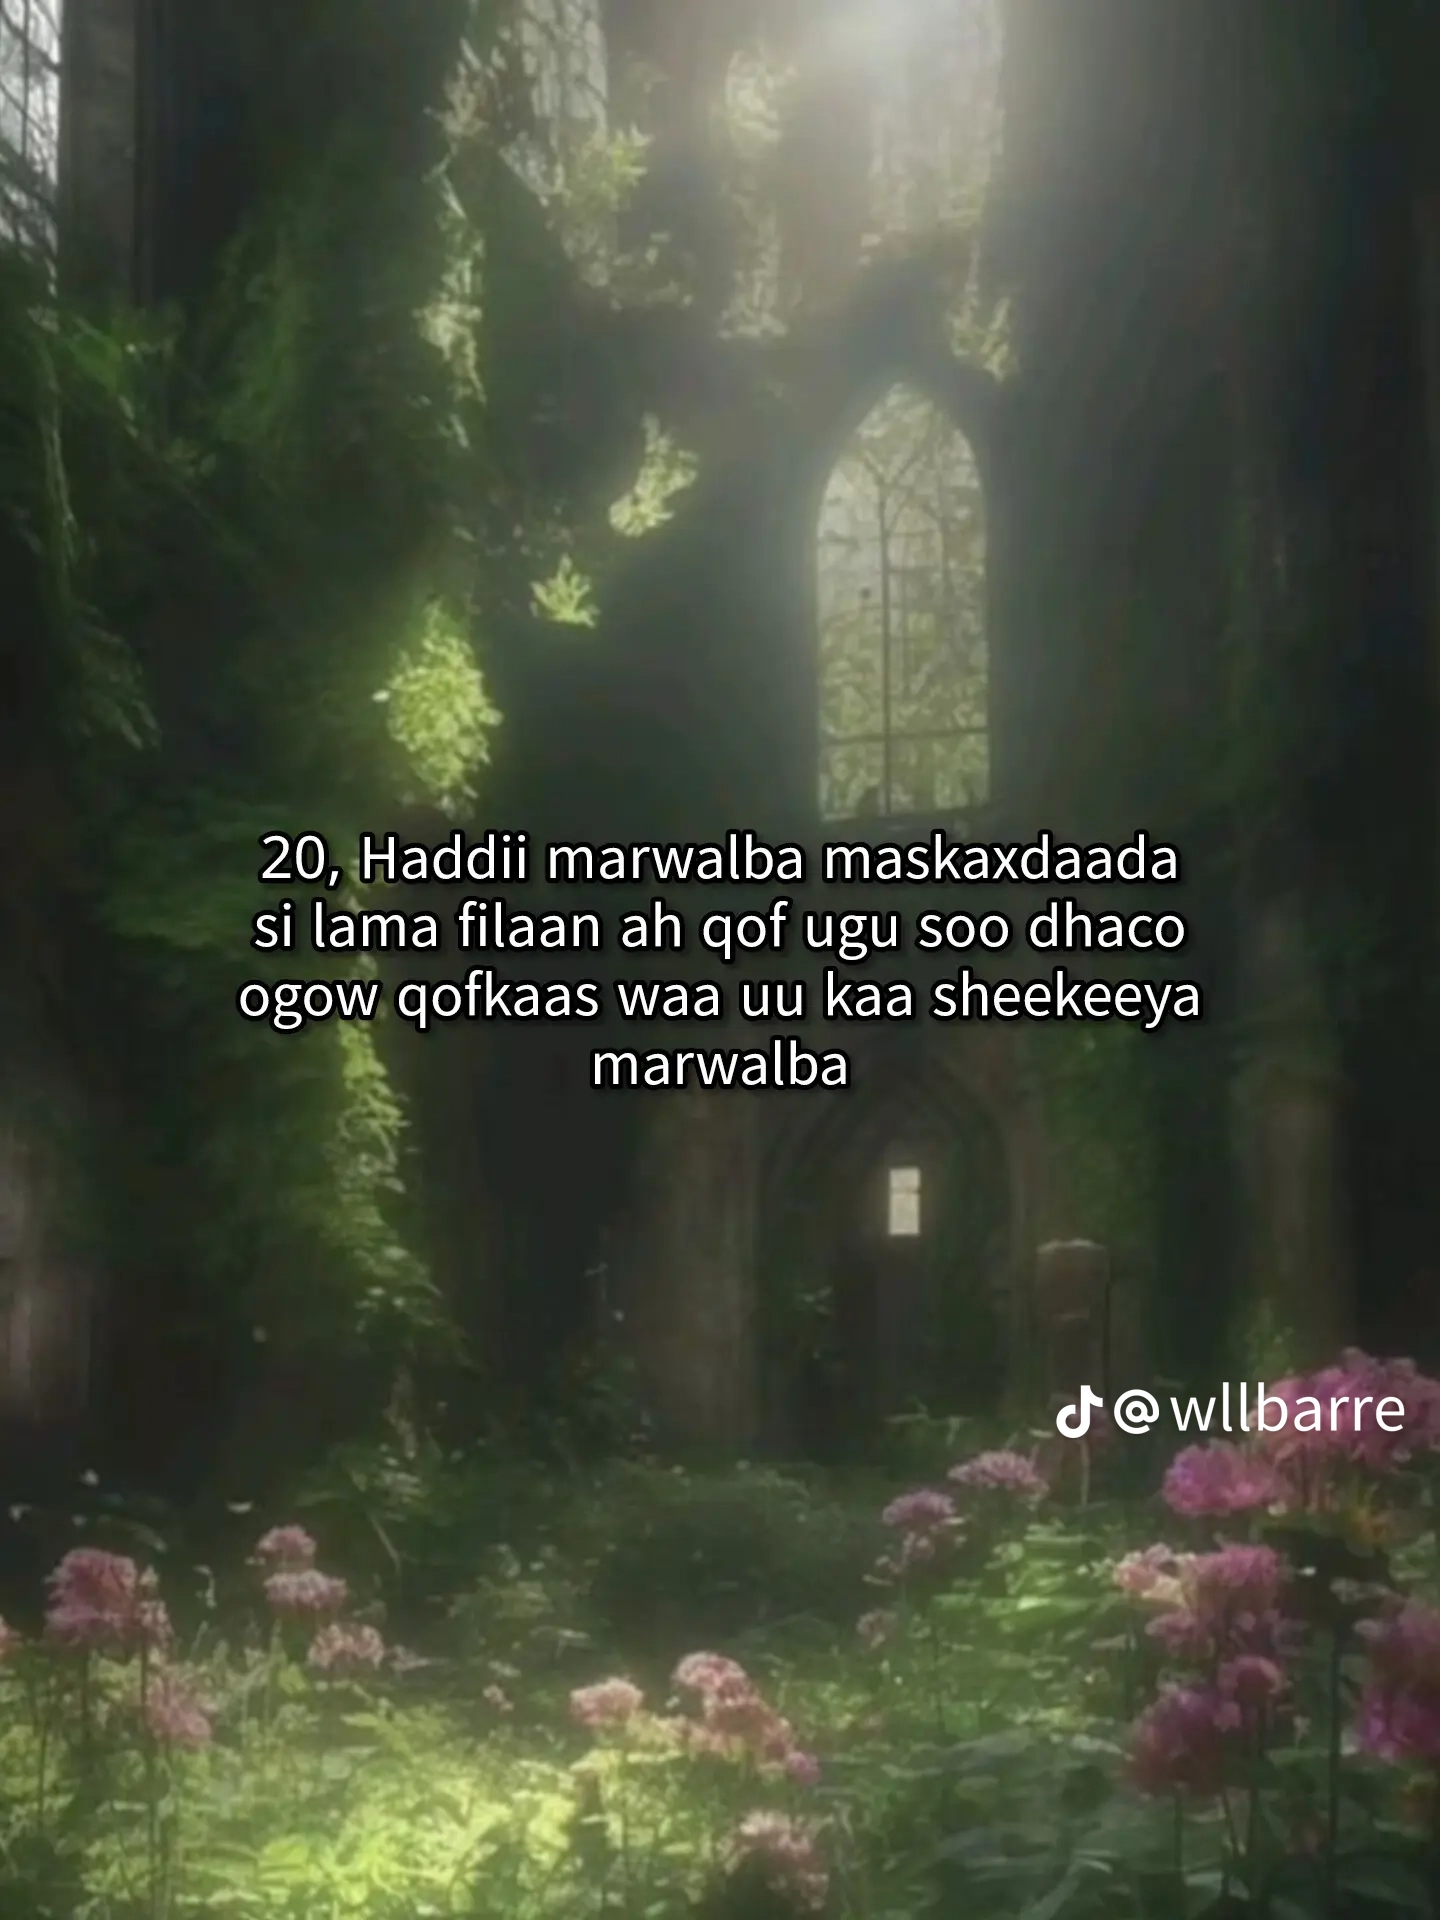 20, Haddii marwalba maskaxdaada
si lama filaan ah qof ugu soo dhaco
ogow qofkaas waa uu kaa sheekeeya
marwalba
@wllbarre